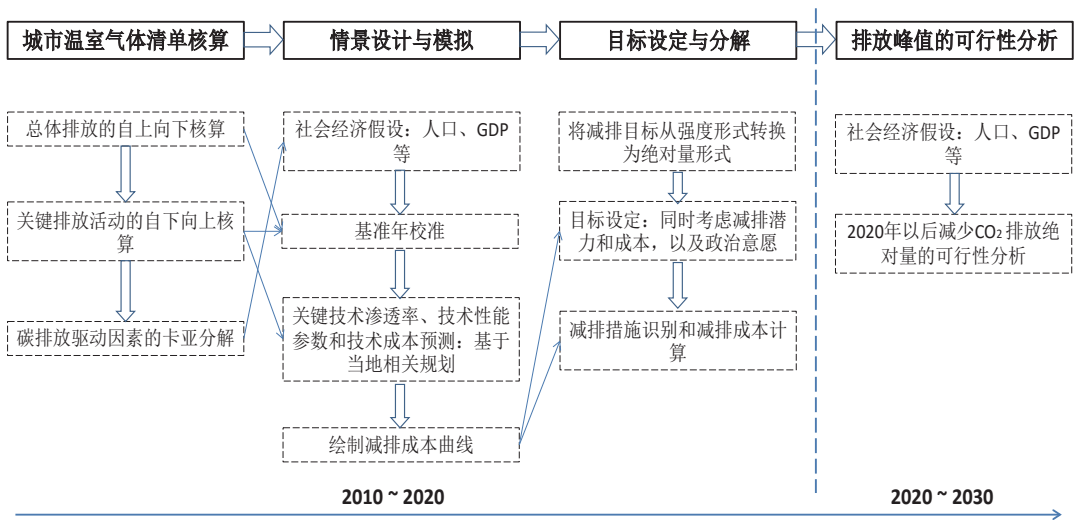 城市温室气体清单核算
情景设计与模拟
目标设定与分解
排放峰值的可行性分析
总体排放的自上向下核算
关键排放活动的自下向上核
算
碳排放驱动因素的卡亚分解
社会经济假设：人口、GDP
等
基准年校准
关键技术渗透率、技术性能
参数和技术成本预测：基于
当地相关规划
绘制减排成本曲线
将减排目标从强度形式转换
为绝对量形式
目标设定：同时考虑减排潜
力和成本，以及政治意愿
减排措施识别和减排成本计
算
社会经济假设：人口、GDP
等
2020年以后减少CO₂排放绝
对量的可行性分析
2010 ~ 2020
2020 ~ 2030